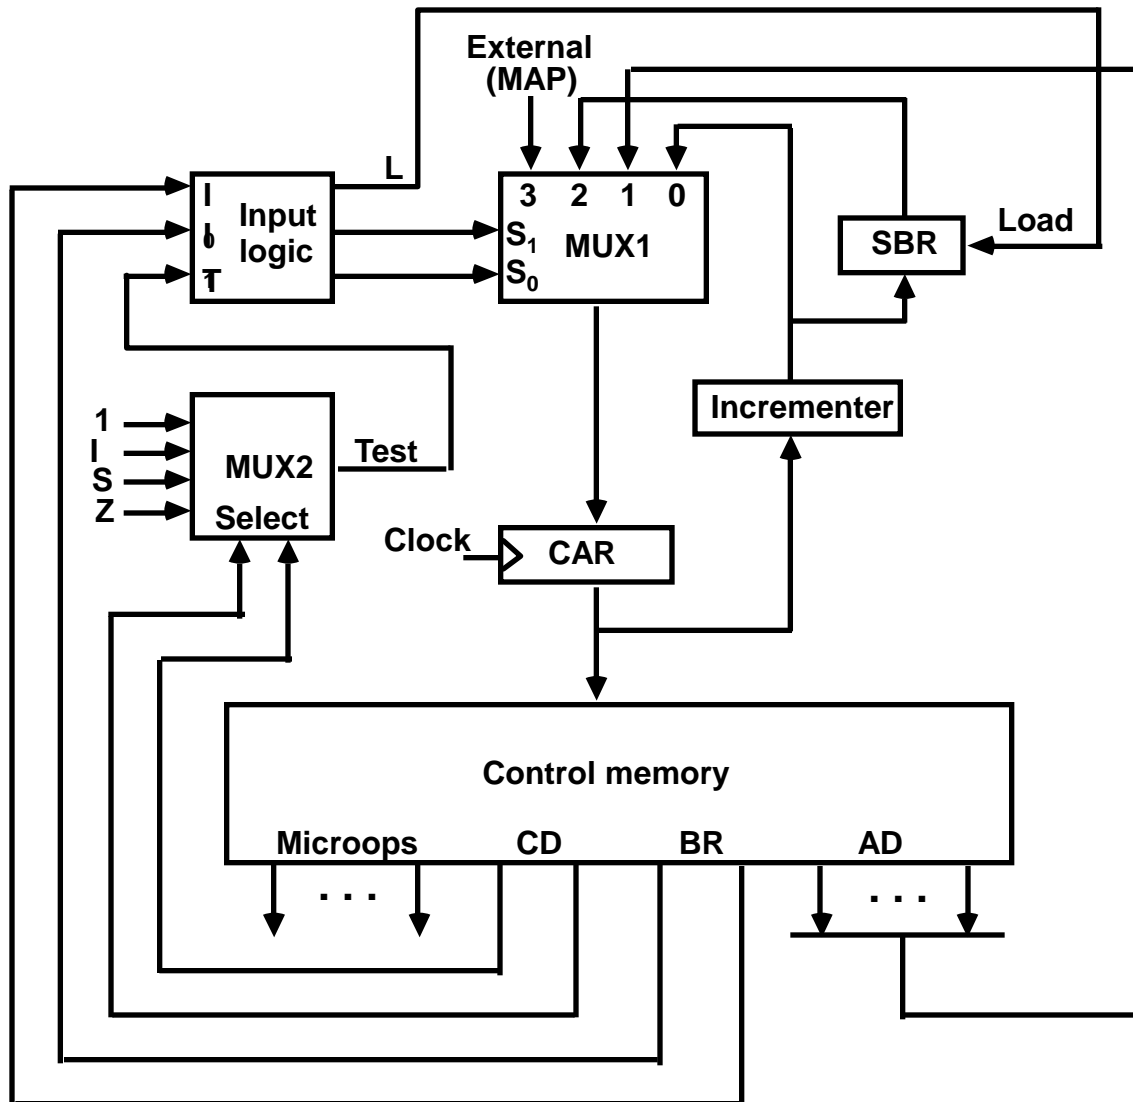 External
(MAP)
L
3 2 1 0
I
Input
logic
T
S1
S0
MUX1
SBR
Load
1
I
S
Z
MUX2
Select
Test
Incrementer
Clock
CAR
Control memory
Microops CD BR AD
. . . . . .